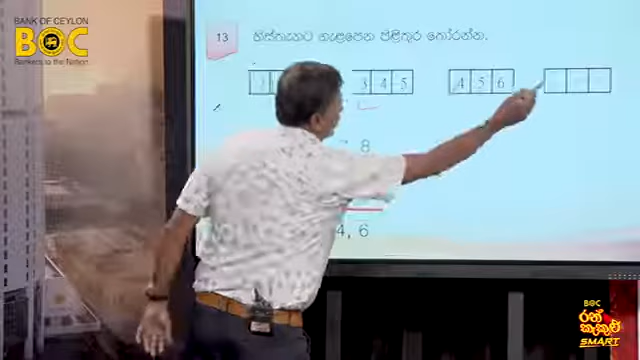 BANK OF CEYLON
BOC
Bankers to the Nation
13 හිස්තැනට ගැළපෙන පිළිතුර තෝරන්න.
3 4 5 4 5 6
8
4, 6
BOC
රන් කැකුළු
SMART